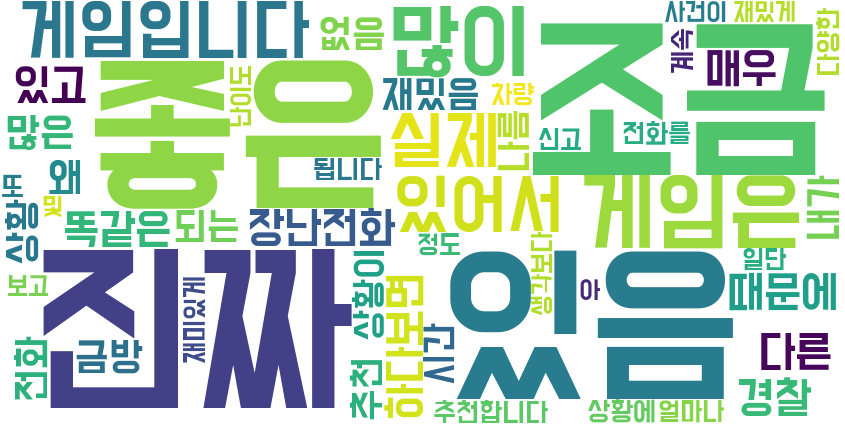 게임입니다
없음
많이
조금
사건이
재밌게
다양한
계속
매우
있고
좋은
난이도
재밌음
차량
많은
왜
됩니다
실제
나름
신고
전화를
또
상황
및
똑같은
되는
장난전화
있어서
게임은
내가
정도
생각보다
일단
보고
진짜
재미있게
상황이
하다보면
있음
아
때문에
전화
금방
시간
다른
추천
추천합니다
상황에
얼마나
경찰